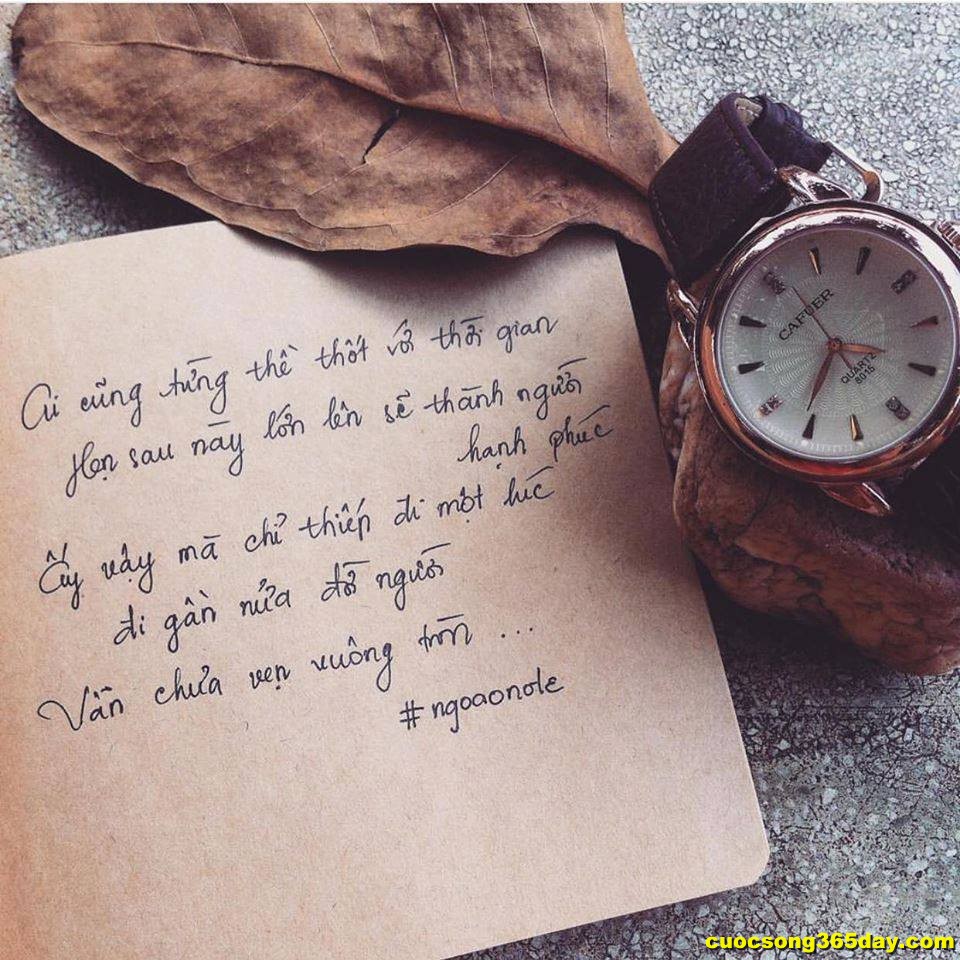 Ai cũng từng thề thốt với thời gian
Hẹn sau này lớn lên sẽ thành người
hạnh phúc
Ấy vậy mà chỉ thiếp đi một lúc
đi gần nửa đời người
Vẫn chưa vẹn vuông tròn ...
#ngoaonote
CAFUER
QUARTZ
8015
cuocsong365day.com